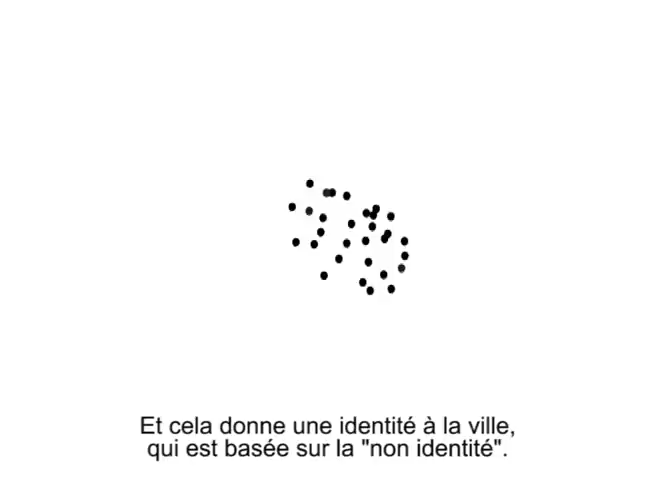 Et cela donne une identité à la ville,
qui est basée sur la "non identité".